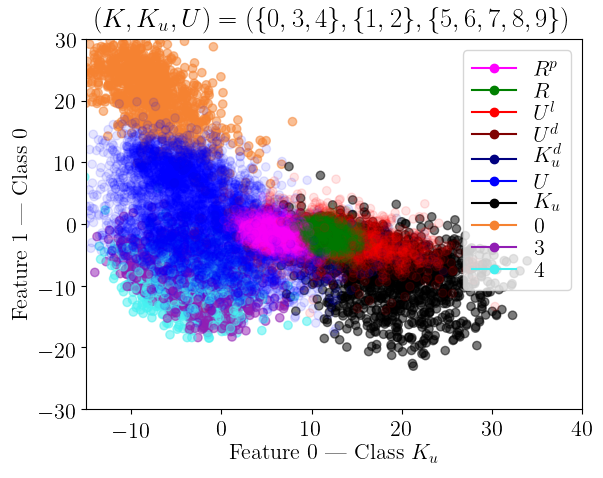 (K, K_u, U) = ({0, 3, 4}, {1, 2}, {5, 6, 7, 8, 9})
30
20
10
0
−10
−20
−30
Feature 1 — Class 0
R^p
R
U^l
U^d
K_u^d
U
K_u
0
3
4
−10
0
10
20
30
40
Feature 0 — Class K_u